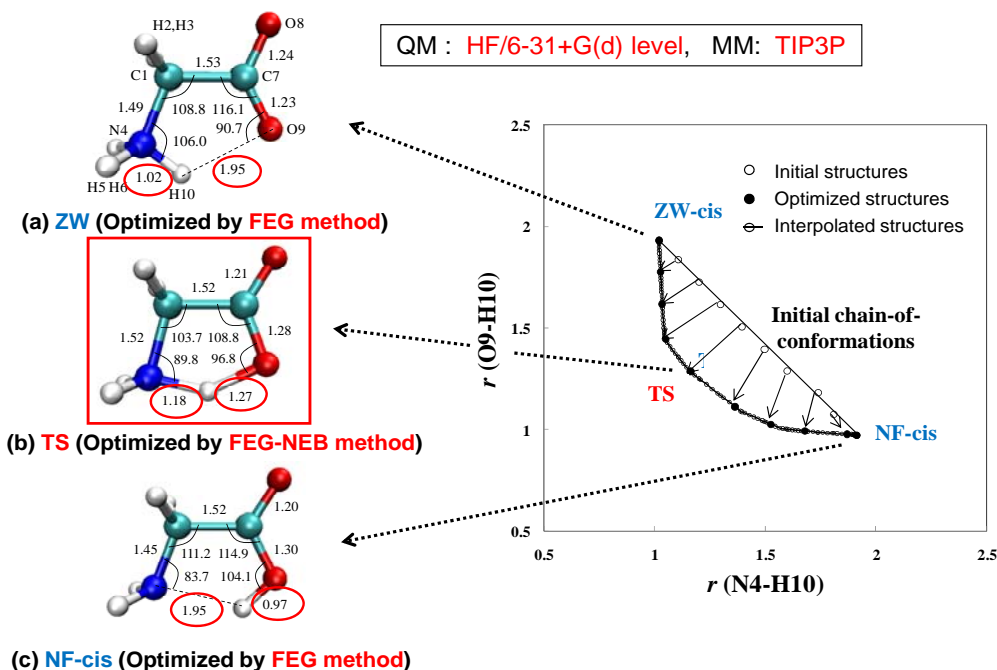 QM : HF/6-31+G(d) level, MM: TIP3P
H2,H3
O8
1.53
1.24
C1
C7
1.49
108.8
116.1
1.23
N4
90.7
O9
106.0
1.02
1.95
H5 H6
H10
(a) ZW (Optimized by FEG method)
1.21
1.52
1.52
103.7
108.8
1.28
89.8
96.8
1.18
1.27
(b) TS (Optimized by FEG-NEB method)
1.52
1.20
1.45
111.2
114.9
1.30
83.7
104.1
1.95
0.97
(c) NF-cis (Optimized by FEG method)
2.5
2
1.5
1
0.5
r (O9-H10)
Initial structures
Optimized structures
Interpolated structures
ZW-cis
Initial chain-of-
conformations
TS
NF-cis
0.5
1
1.5
2
2.5
r (N4-H10)